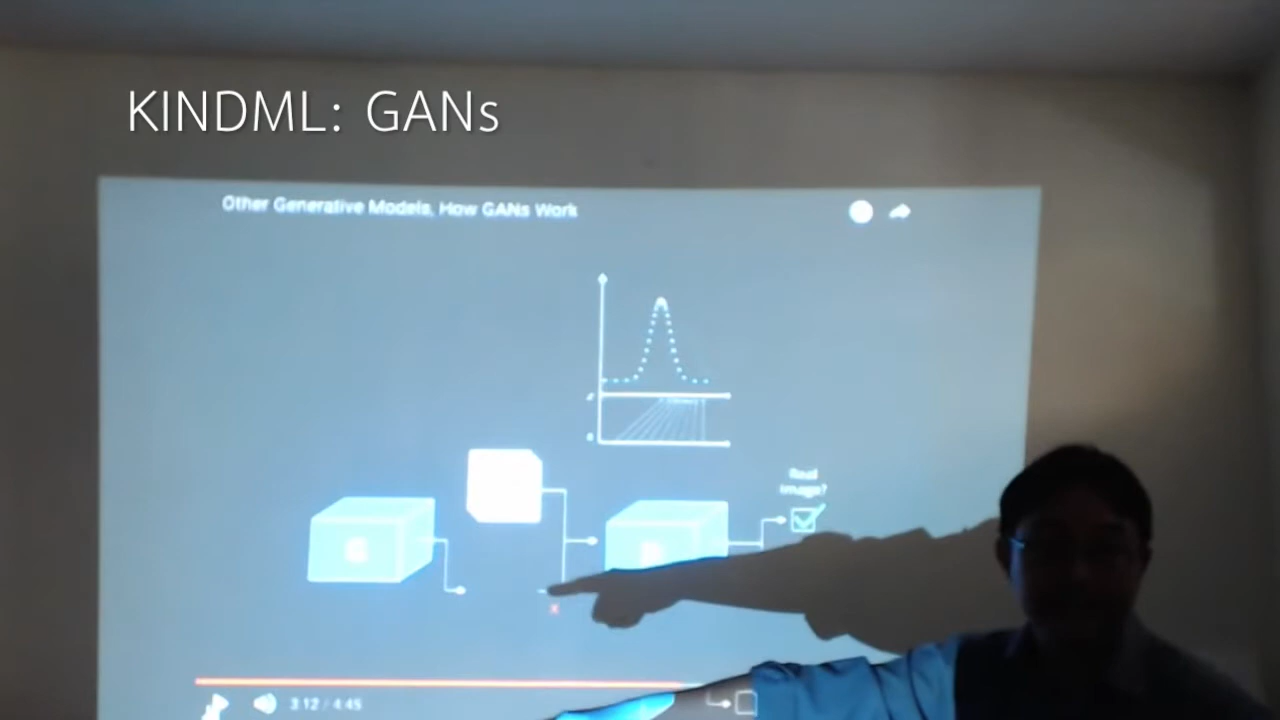 KINDML: GANs
Other Generative Models, How GANs Work
Real
image?
G
3:12 / 4:45